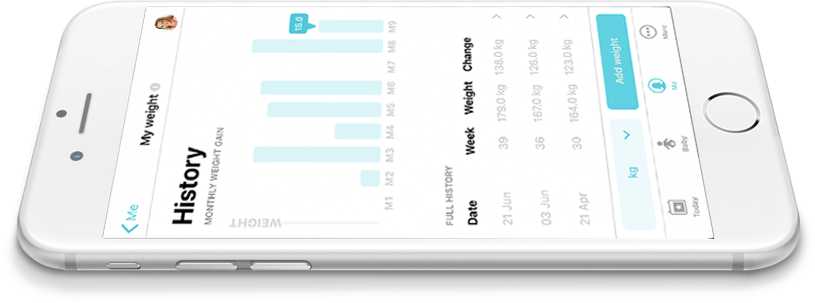 Me
My weight
History
MONTHLY WEIGHT GAIN
WEIGHT
15.0
M1 M2 M3 M4 M5 M6 M7 M8 M9
FULL HISTORY
Date Week Weight Change
21 Jun 39 179.0 kg 138.0 kg
03 Jun 36 167.0 kg 126.0 kg
21 Apr 30 164.0 kg 123.0 kg
kg Add weight
Today Baby Me More